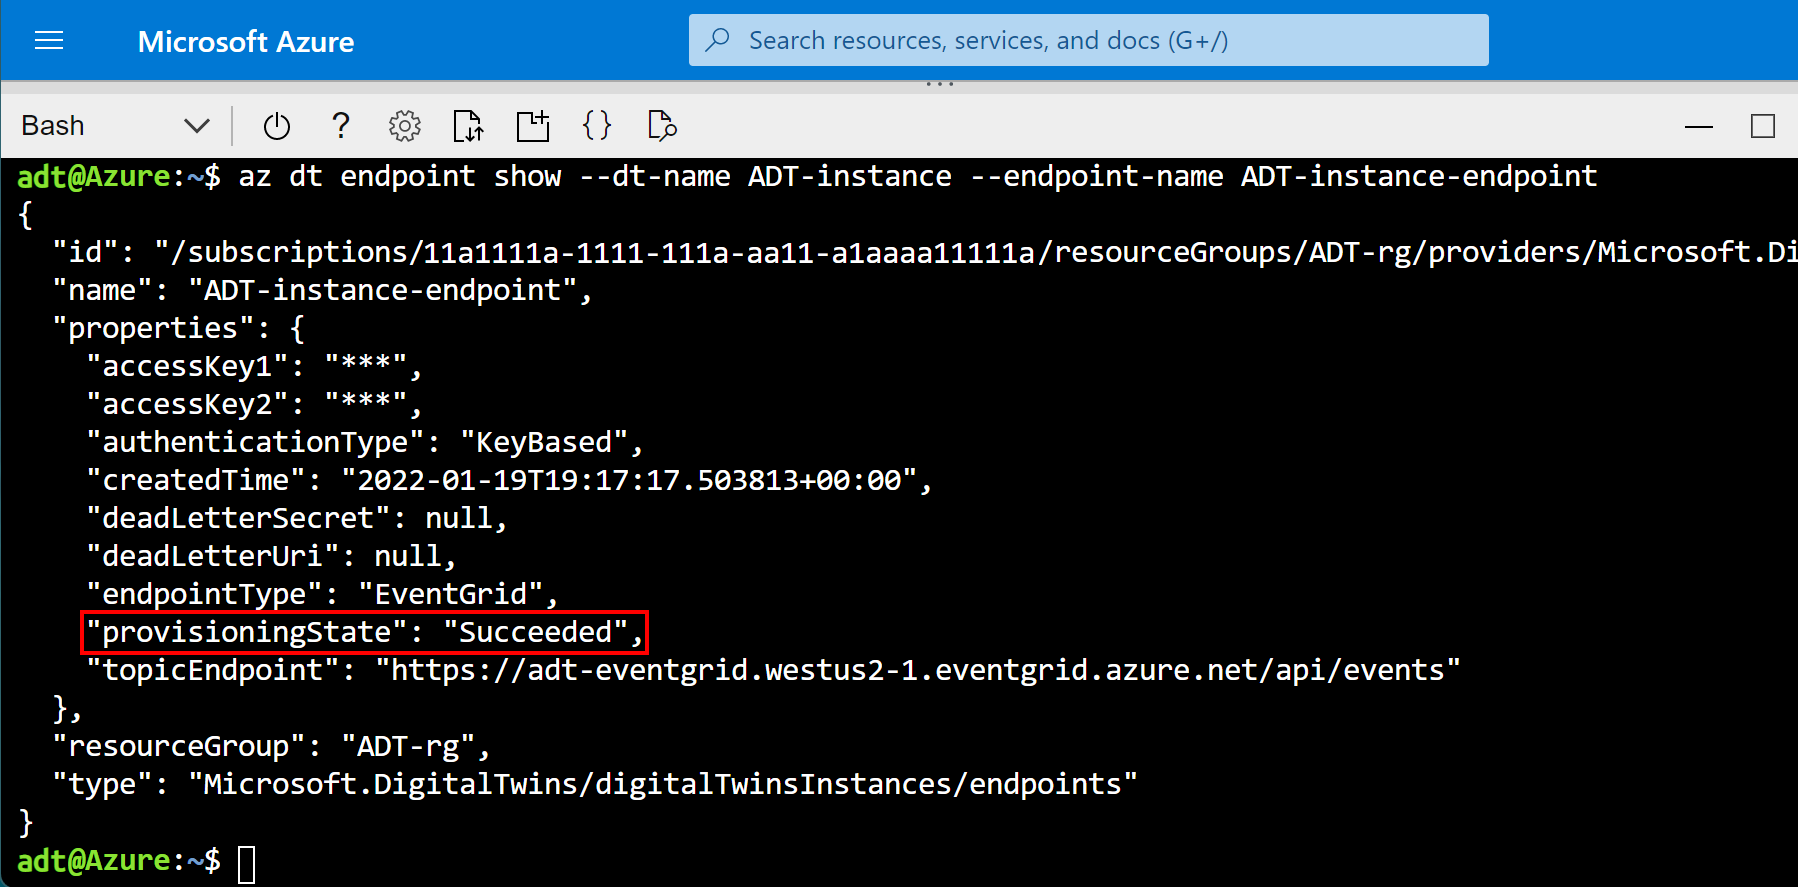 Microsoft Azure
Search resources, services, and docs (G+/)
Bash
adt@Azure:~$ az dt endpoint show --dt-name ADT-instance --endpoint-name ADT-instance-endpoint
{
"id": "/subscriptions/11a1111a-1111-111a-aa11-a1aaaa11111a/resourceGroups/ADT-rg/providers/Microsoft.Di
"name": "ADT-instance-endpoint",
"properties": {
"accessKey1": "***",
"accessKey2": "***",
"authenticationType": "KeyBased",
"createdTime": "2022-01-19T19:17:17.503813+00:00",
"deadLetterSecret": null,
"deadLetterUri": null,
"endpointType": "EventGrid",
"provisioningState": "Succeeded",
"topicEndpoint": "https://adt-eventgrid.westus2-1.eventgrid.azure.net/api/events"
},
"resourceGroup": "ADT-rg",
"type": "Microsoft.DigitalTwins/digitalTwinsInstances/endpoints"
}
adt@Azure:~$